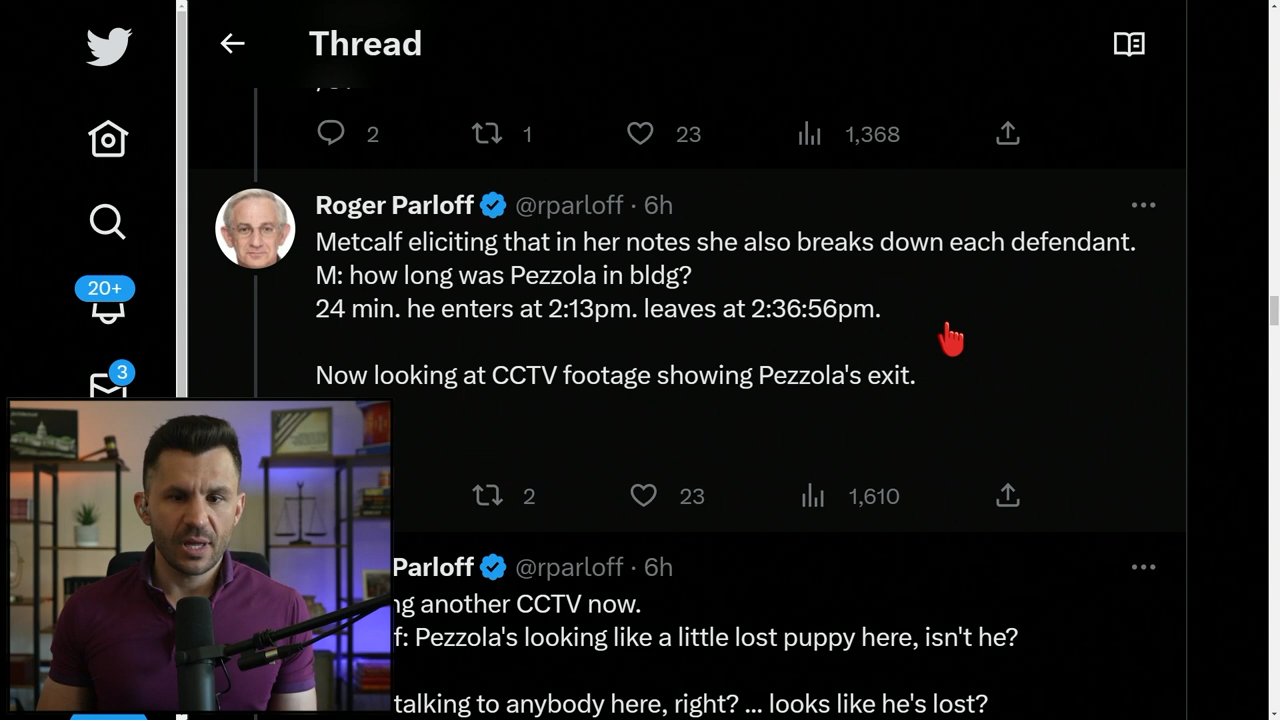 Thread
2 1 23 1,368
Roger Parloff @rparloff · 6h
Metcalf eliciting that in her notes she also breaks down each defendant.
M: how long was Pezzola in bldg?
24 min. he enters at 2:13pm. leaves at 2:36:56pm.
Now looking at CCTV footage showing Pezzola's exit.
20+
3
2 23 1,610
Parloff @rparloff · 6h
ng another CCTV now.
f: Pezzola's looking like a little lost puppy here, isn't he?
talking to anybody here, right? ... looks like he's lost?